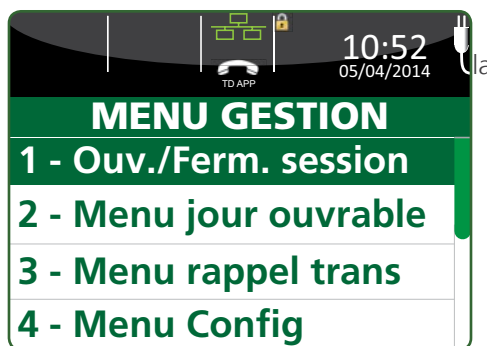 10:52
05/04/2014
TD APP
la
MENU GESTION
1 - Ouv./Ferm. session
2 - Menu jour ouvrable
3 - Menu rappel trans
4 - Menu Config